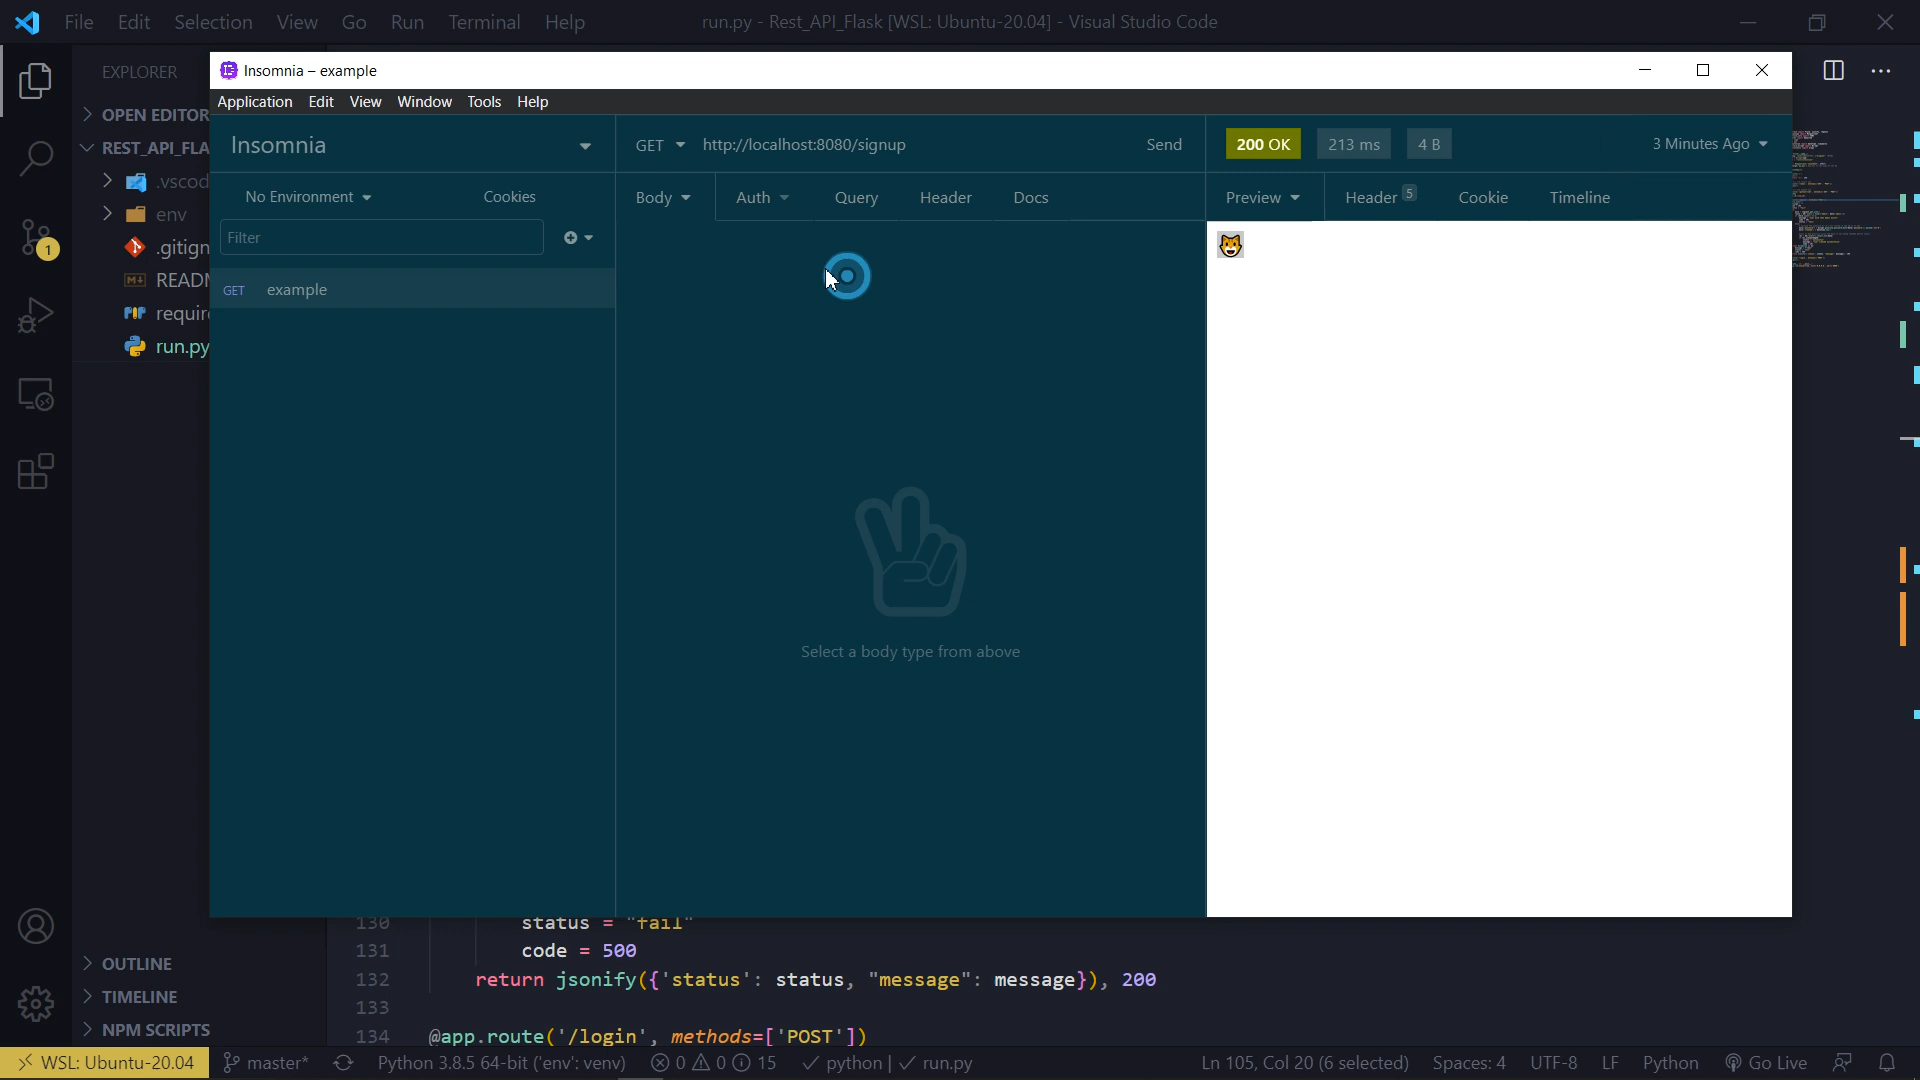 File Edit Selection View Go Run Terminal Help
run.py - Rest_API_Flask [WSL: Ubuntu-20.04] - Visual Studio Code
EXPLORER
OPEN EDITOR
REST_API_FLA
.vscod
env
.gitign
READ
requir
run.py
OUTLINE
TIMELINE
NPM SCRIPTS
1
Insomnia – example
Application Edit View Window Tools Help
Insomnia
No Environment Cookies
Filter
GET example
GET http://localhost:8080/signup Send
Body Auth Query Header Docs
Select a body type from above
200 OK 213 ms 4 B 3 Minutes Ago
Preview Header 5 Cookie Timeline
130 status = "fail"
131 code = 500
132 return jsonify({'status': status, "message": message}), 200
133
134 @app.route('/login', methods=['POST'])
WSL: Ubuntu-20.04 master* Python 3.8.5 64-bit ('env': venv) 0 0 15 python | run.py Ln 105, Col 20 (6 selected) Spaces: 4 UTF-8 LF Python Go Live